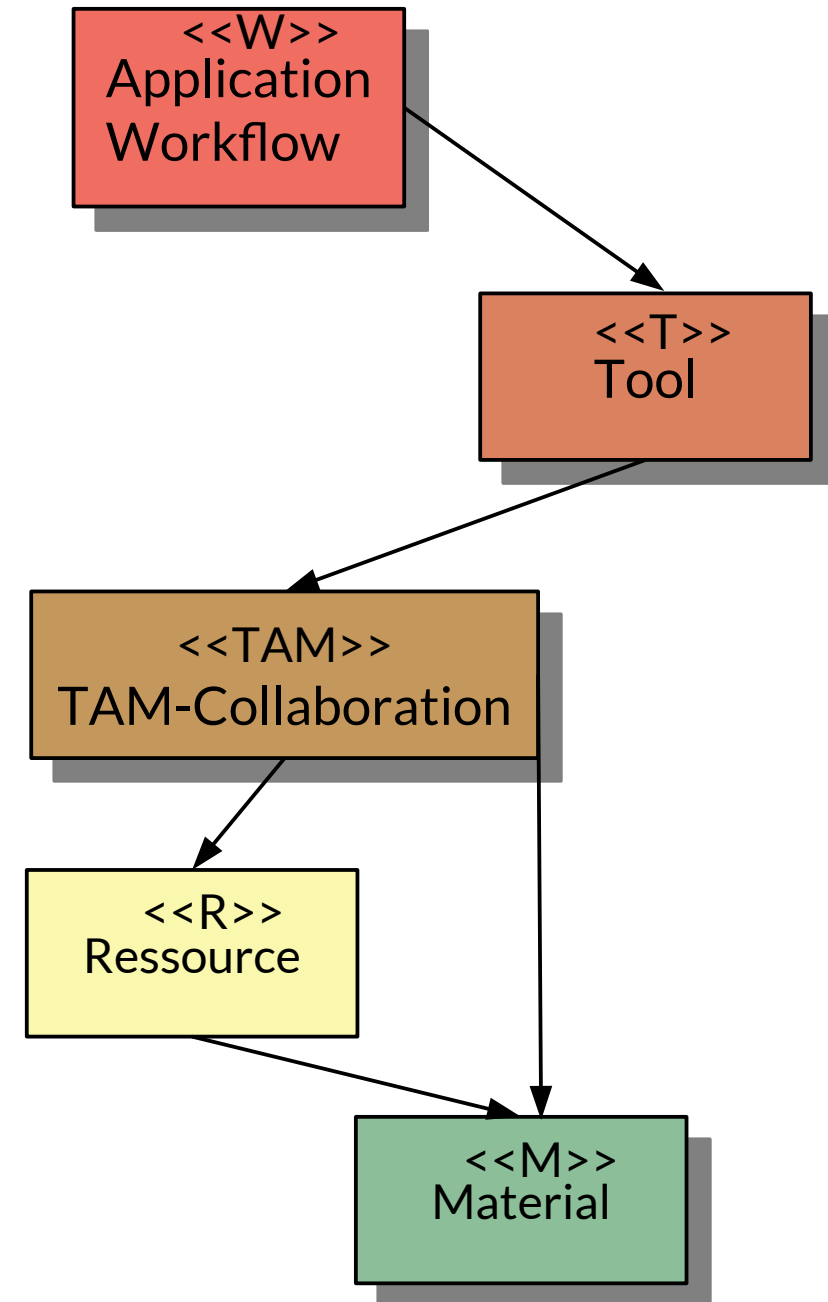 <<W>>
Application
Workflow
<<T>>
Tool
<<TAM>>
TAM-Collaboration
<<R>>
Ressource
<<M>>
Material